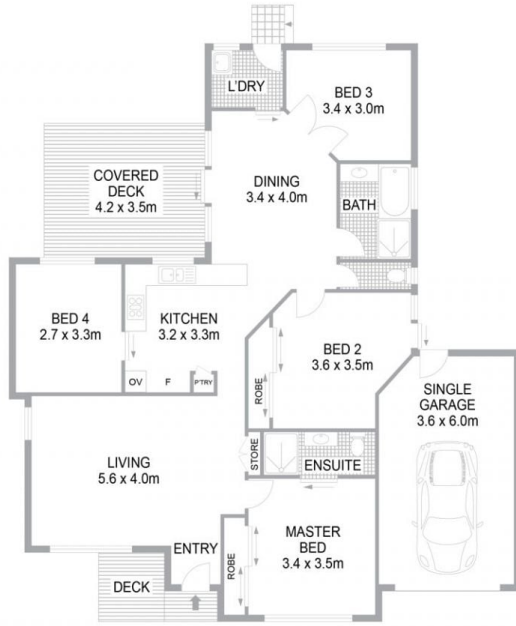 L'DRY
BED 3
3.4 x 3.0m
COVERED
DECK
4.2 x 3.5m
DINING
3.4 x 4.0m
BATH
BED 4
2.7 x 3.3m
KITCHEN
3.2 x 3.3m
OV
F
P'TRY
BED 2
3.6 x 3.5m
ROBE
SINGLE
GARAGE
3.6 x 6.0m
LIVING
5.6 x 4.0m
STORE
ENSUITE
MASTER
BED
3.4 x 3.5m
ROBE
ENTRY
DECK